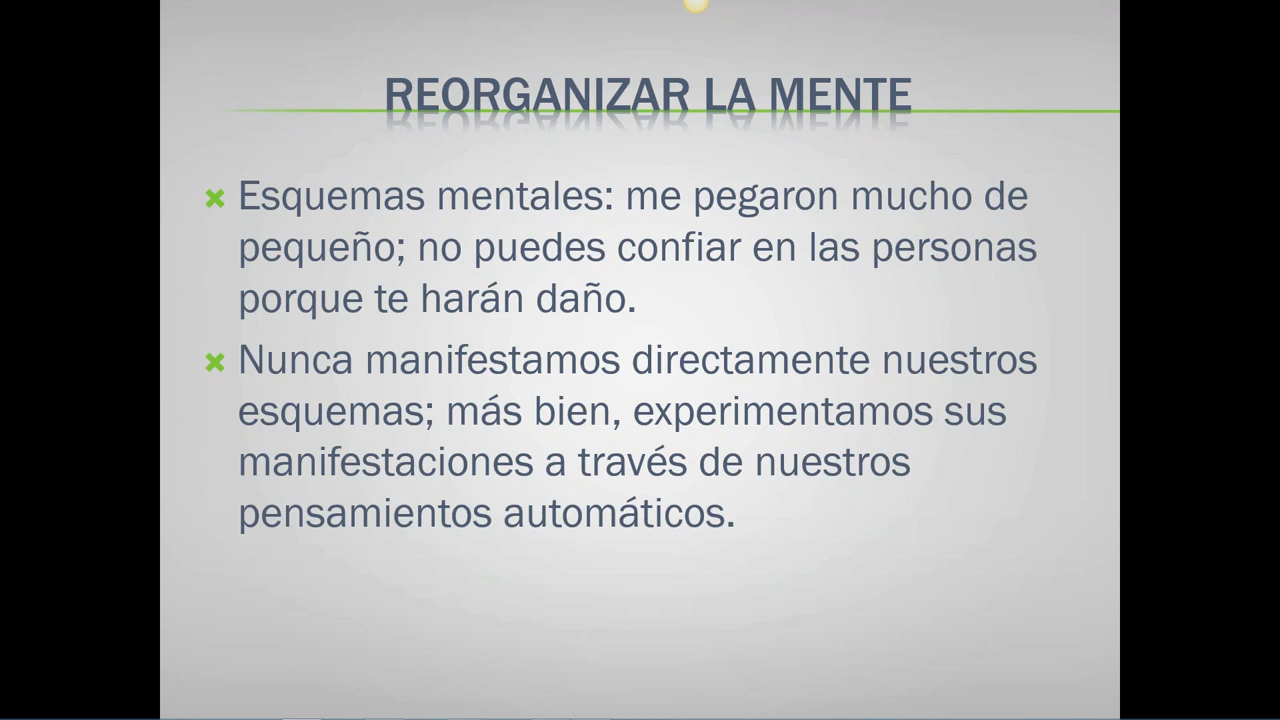 REORGANIZAR LA MENTE
Esquemas mentales: me pegaron mucho de
pequeño; no puedes confiar en las personas
porque te harán daño.
Nunca manifestamos directamente nuestros
esquemas; más bien, experimentamos sus
manifestaciones a través de nuestros
pensamientos automáticos.